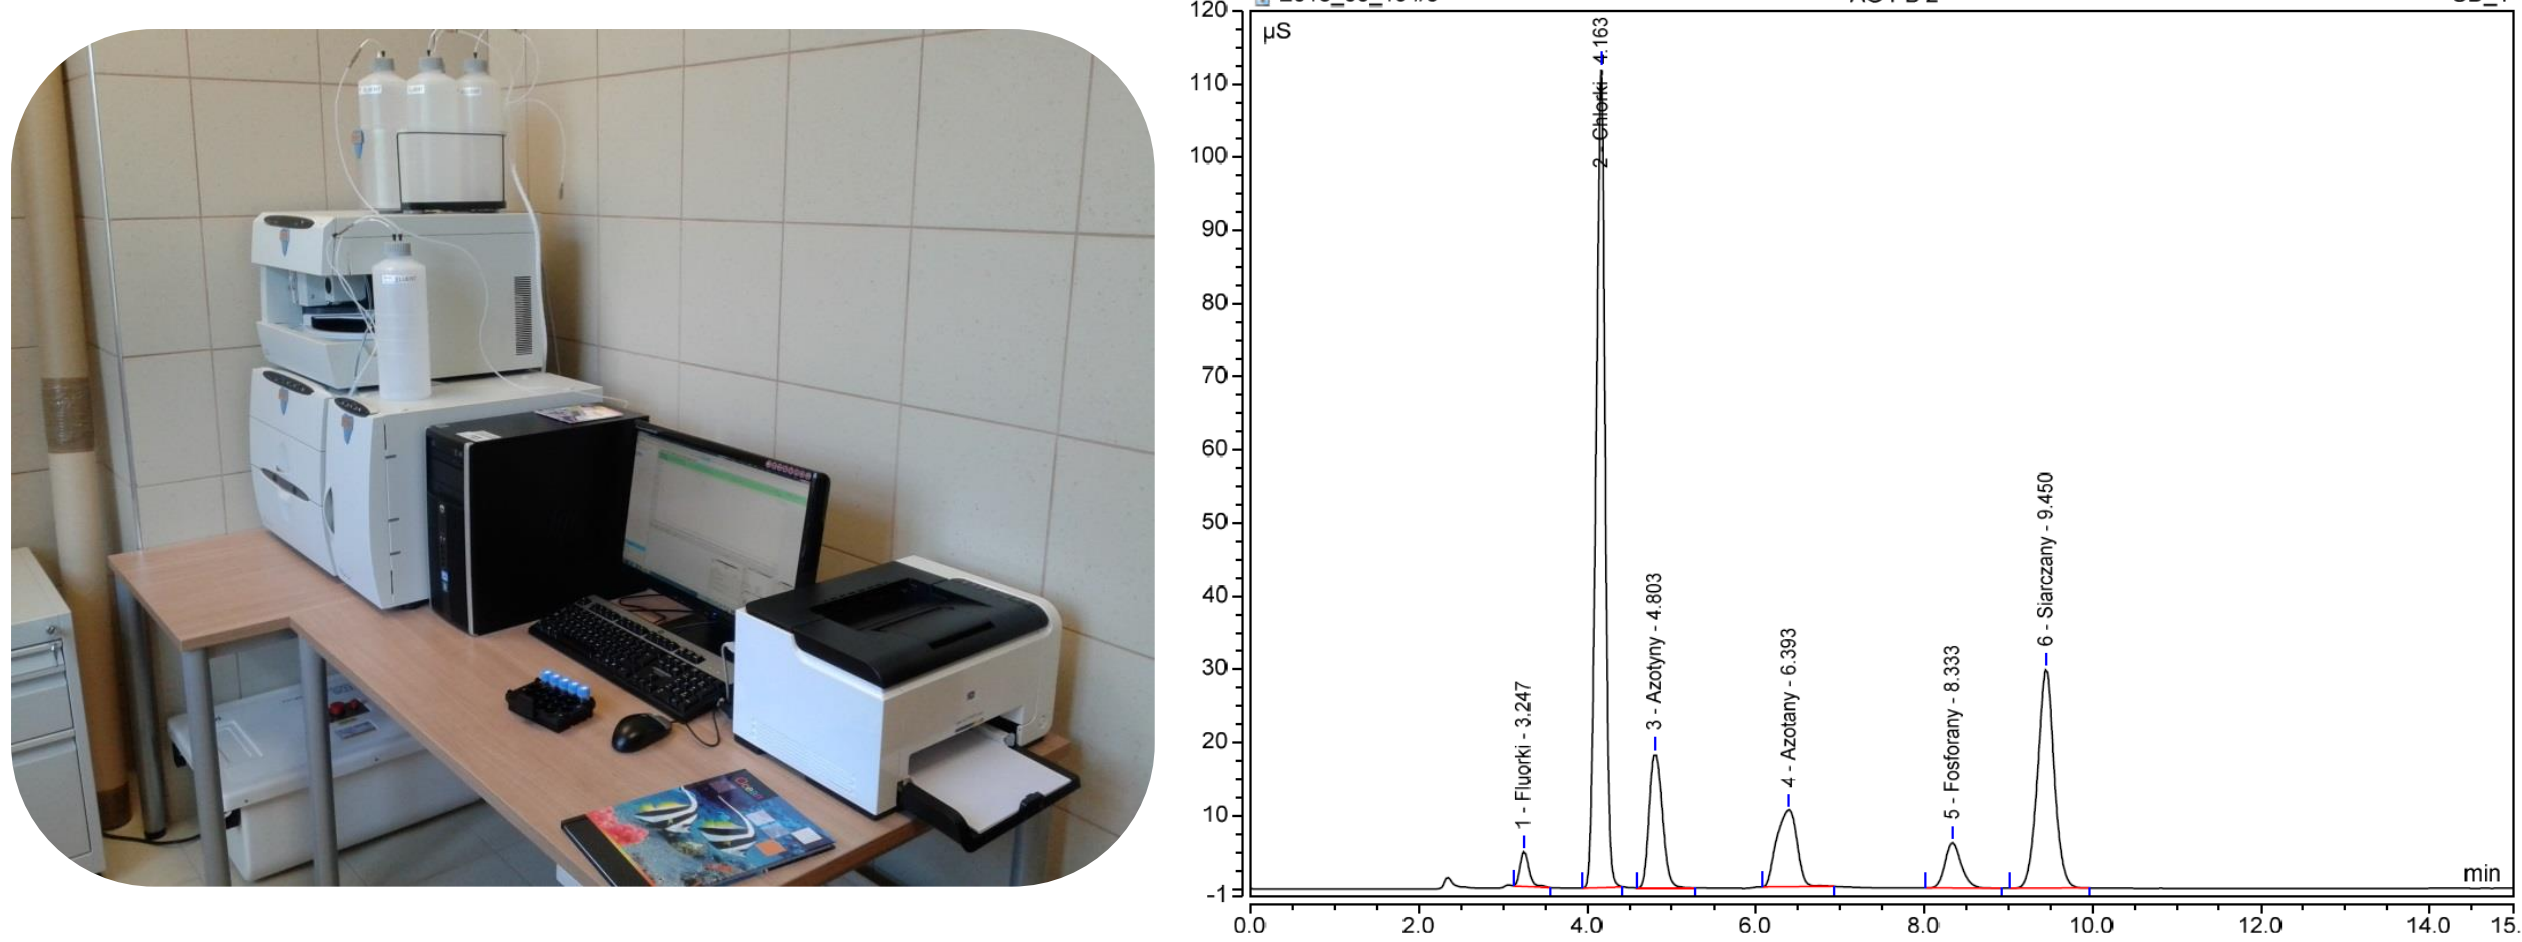 µS
120
110
100
90
80
70
60
50
40
30
20
10
-1
1 - Fluorki - 3.247
2 - Chlorki - 4.163
3 - Azotyny - 4.803
4 - Azotany - 6.393
5 - Fosforany - 8.333
6 - Siarczany - 9.450
min
0.0 2.0 4.0 6.0 8.0 10.0 12.0 14.0 15.